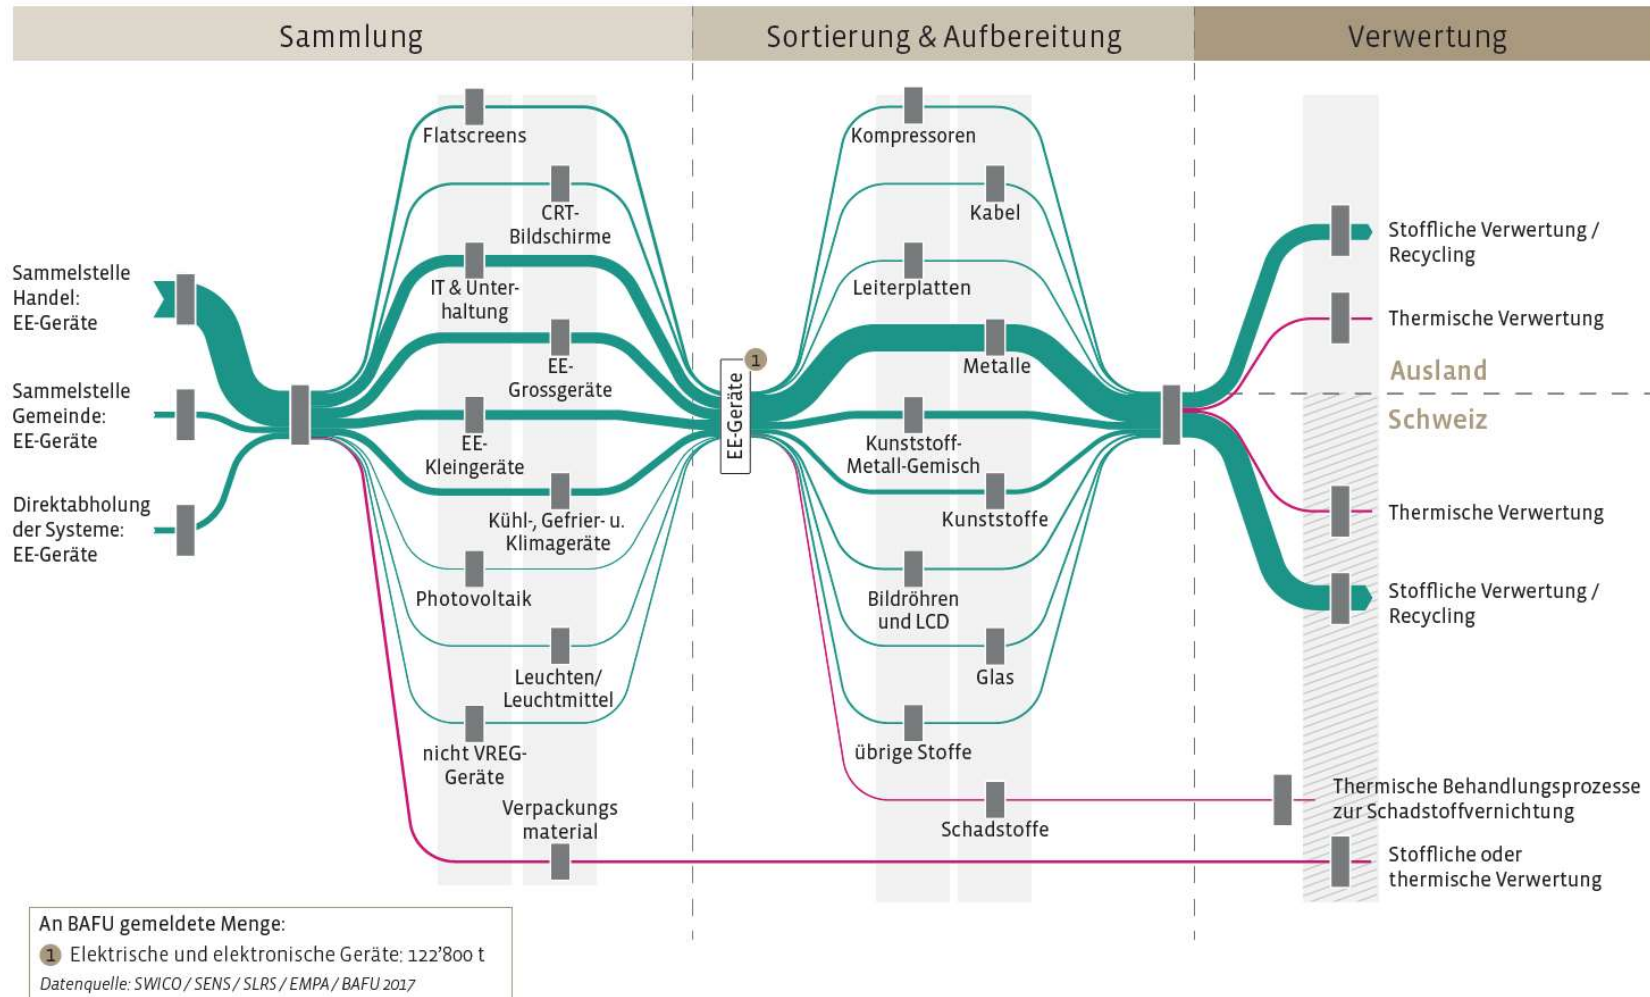 Sammlung
Sortierung & Aufbereitung
Verwertung
Sammelstelle
Handel:
EE-Geräte
Sammelstelle
Gemeinde:
EE-Geräte
Direktabholung
der Systeme:
EE-Geräte
Flatscreens
CRT-
Bildschirme
IT & Unter-
haltung
EE-
Grossgeräte
EE-
Kleingeräte
Kühl-, Gefrier- u.
Klimageräte
Photovoltaik
Leuchten/
Leuchtmittel
nicht VREG-
Geräte
Verpackungs
material
EE-Geräte
1
Kompressoren
Kabel
Leiterplatten
Metalle
Kunststoff-
Metall-Gemisch
Kunststoffe
Bildröhren
und LCD
Glas
übrige Stoffe
Schadstoffe
Stoffliche Verwertung /
Recycling
Thermische Verwertung
Ausland
Schweiz
Thermische Verwertung
Stoffliche Verwertung /
Recycling
Thermische Behandlungsprozesse
zur Schadstoffvernichtung
Stoffliche oder
thermische Verwertung
An BAFU gemeldete Menge:
1 Elektrische und elektronische Geräte: 122’800 t
Datenquelle: SWICO / SENS / SLRS / EMPA / BAFU 2017